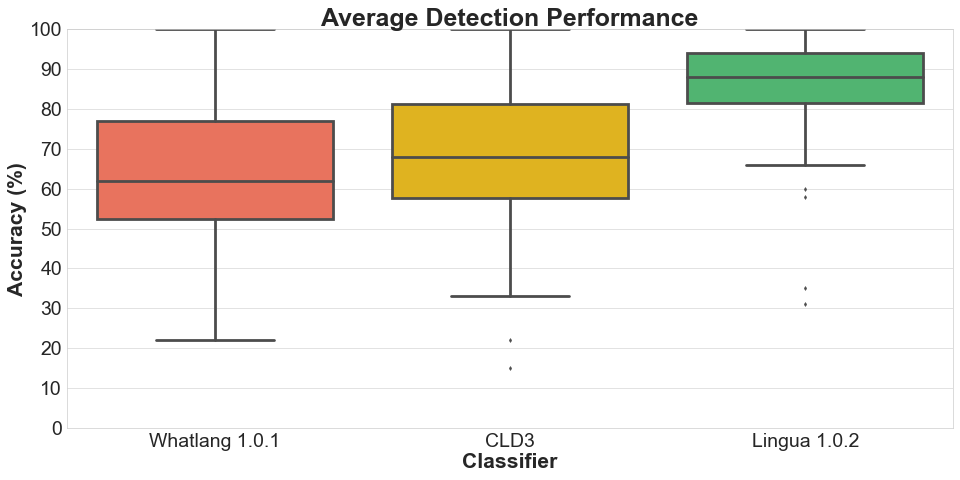 Average Detection Performance
Accuracy (%)
100
90
80
70
60
50
40
30
20
10
0
Whatlang 1.0.1
CLD3
Lingua 1.0.2
Classifier